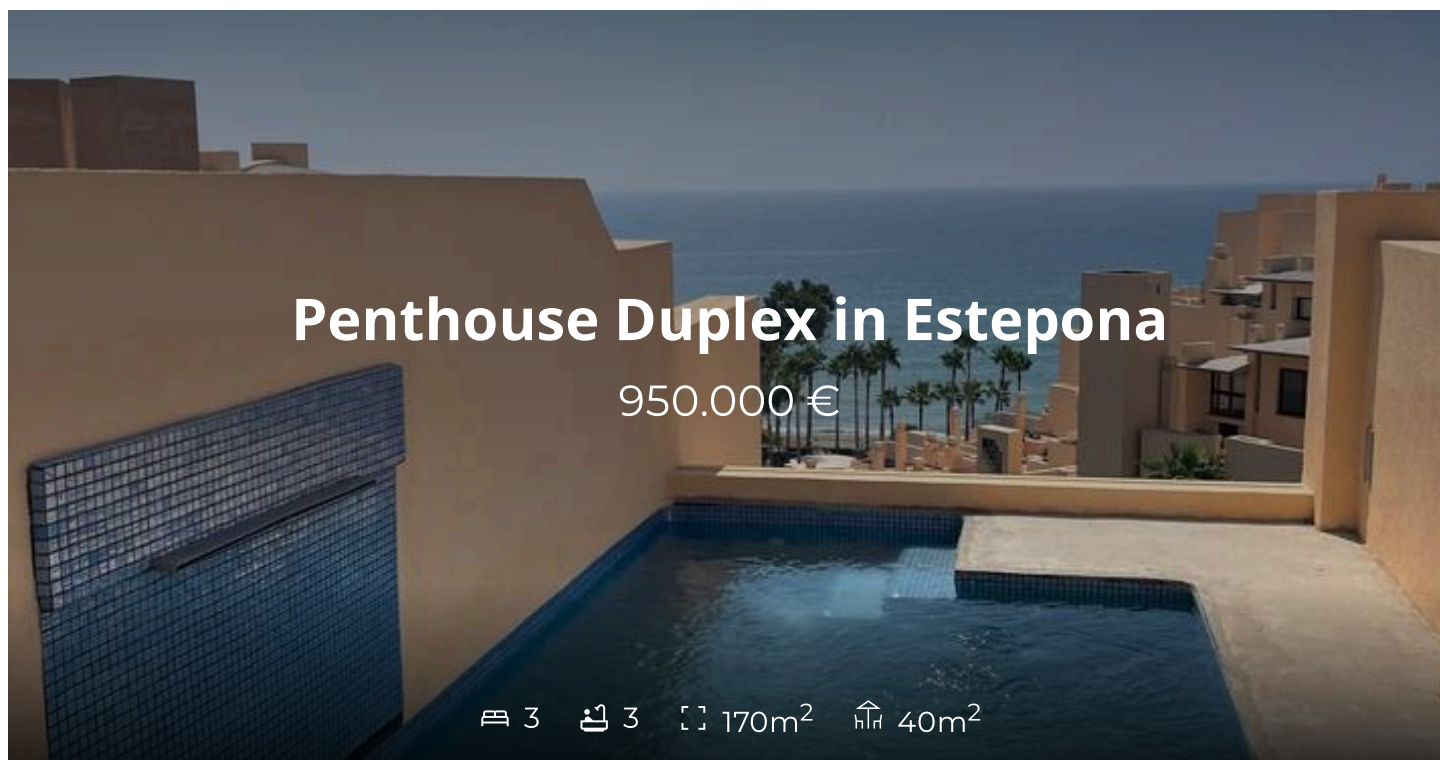 Penthouse Duplex in Estepona
950.000 €
3 3 170m² 40m²